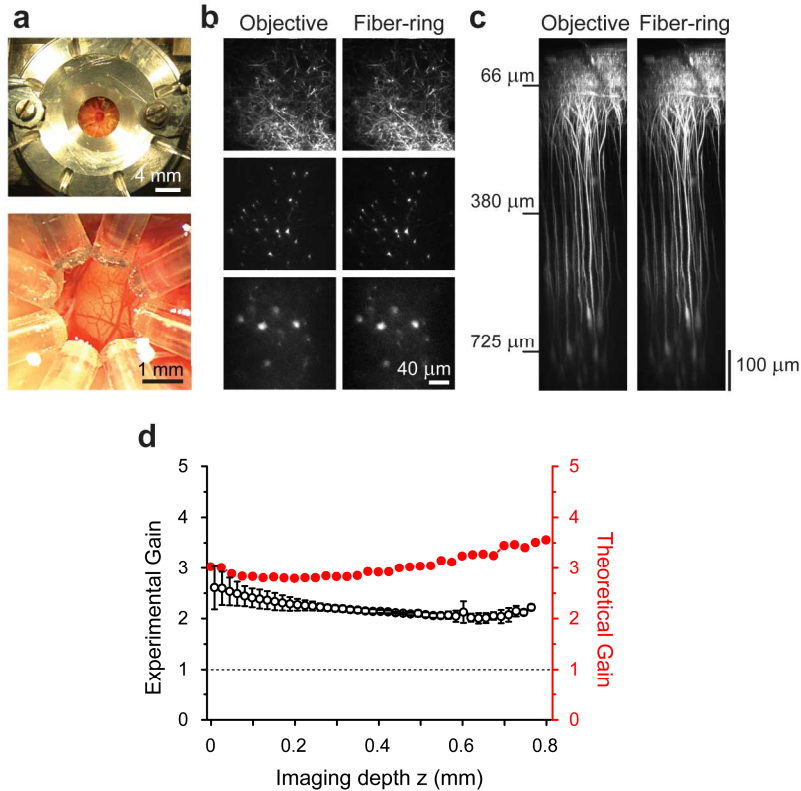 a
4 mm
1 mm
b
Objective Fiber-ring
40 μm
c
Objective Fiber-ring
66 μm
380 μm
725 μm
100 μm
d
Experimental Gain
5
4
3
2
1
0
0 0.2 0.4 0.6 0.8
Imaging depth z (mm)
5
4
3
2
1
0
Theoretical Gain